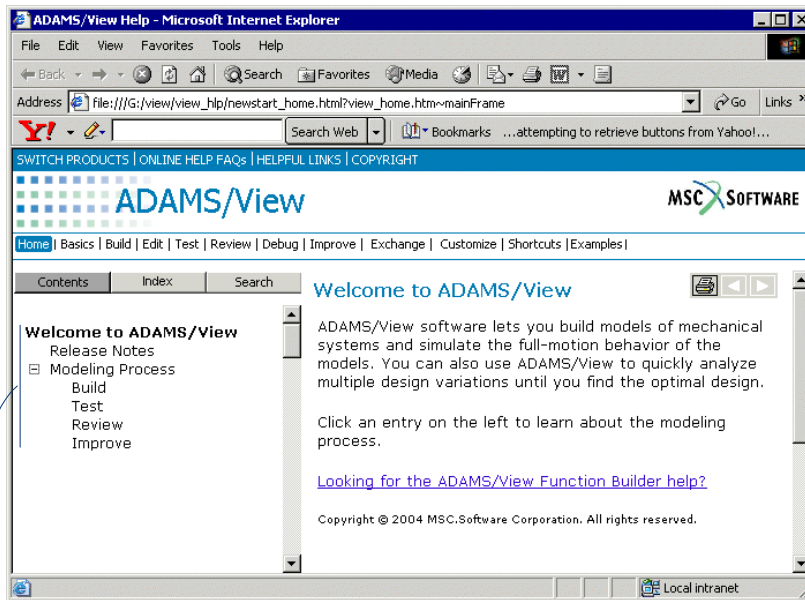 ADAMS/View Help - Microsoft Internet Explorer
File Edit View Favorites Tools Help
Back Search Favorites Media
Address file:///G:/view/view_hlp/newstart_home.html?view_home.htm~mainFrame Go Links »
Y! Search Web Bookmarks ...attempting to retrieve buttons from Yahoo!...
SWITCH PRODUCTS | ONLINE HELP FAQs | HELPFUL LINKS | COPYRIGHT
ADAMS/View MSC SOFTWARE
Home | Basics | Build | Edit | Test | Review | Debug | Improve | Exchange | Customize | Shortcuts |Examples|
Contents Index Search
Welcome to ADAMS/View
Release Notes
Modeling Process
Build
Test
Review
Improve
Welcome to ADAMS/View
ADAMS/View software lets you build models of mechanical
systems and simulate the full-motion behavior of the
models. You can also use ADAMS/View to quickly analyze
multiple design variations until you find the optimal design.
Click an entry on the left to learn about the modeling
process.
Looking for the ADAMS/View Function Builder help?
Copyright © 2004 MSC.Software Corporation. All rights reserved.
Local intranet